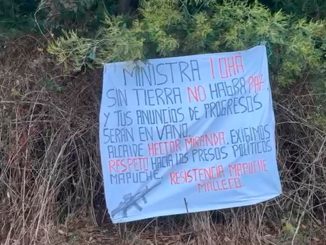 MINISTRA TOHA
SIN TIERRA NO HABRA PAZ
Y TUS ANUNCIOS DE PROGRESOS
SERAN EN VANO.
ALCALDE HECTOR MIRANDA, EXIGIMOS
RESPETO HACIA LOS PRESOS POLITICOS
MAPUCHE. RESISTENCIA MAPUCHE
MALLECO